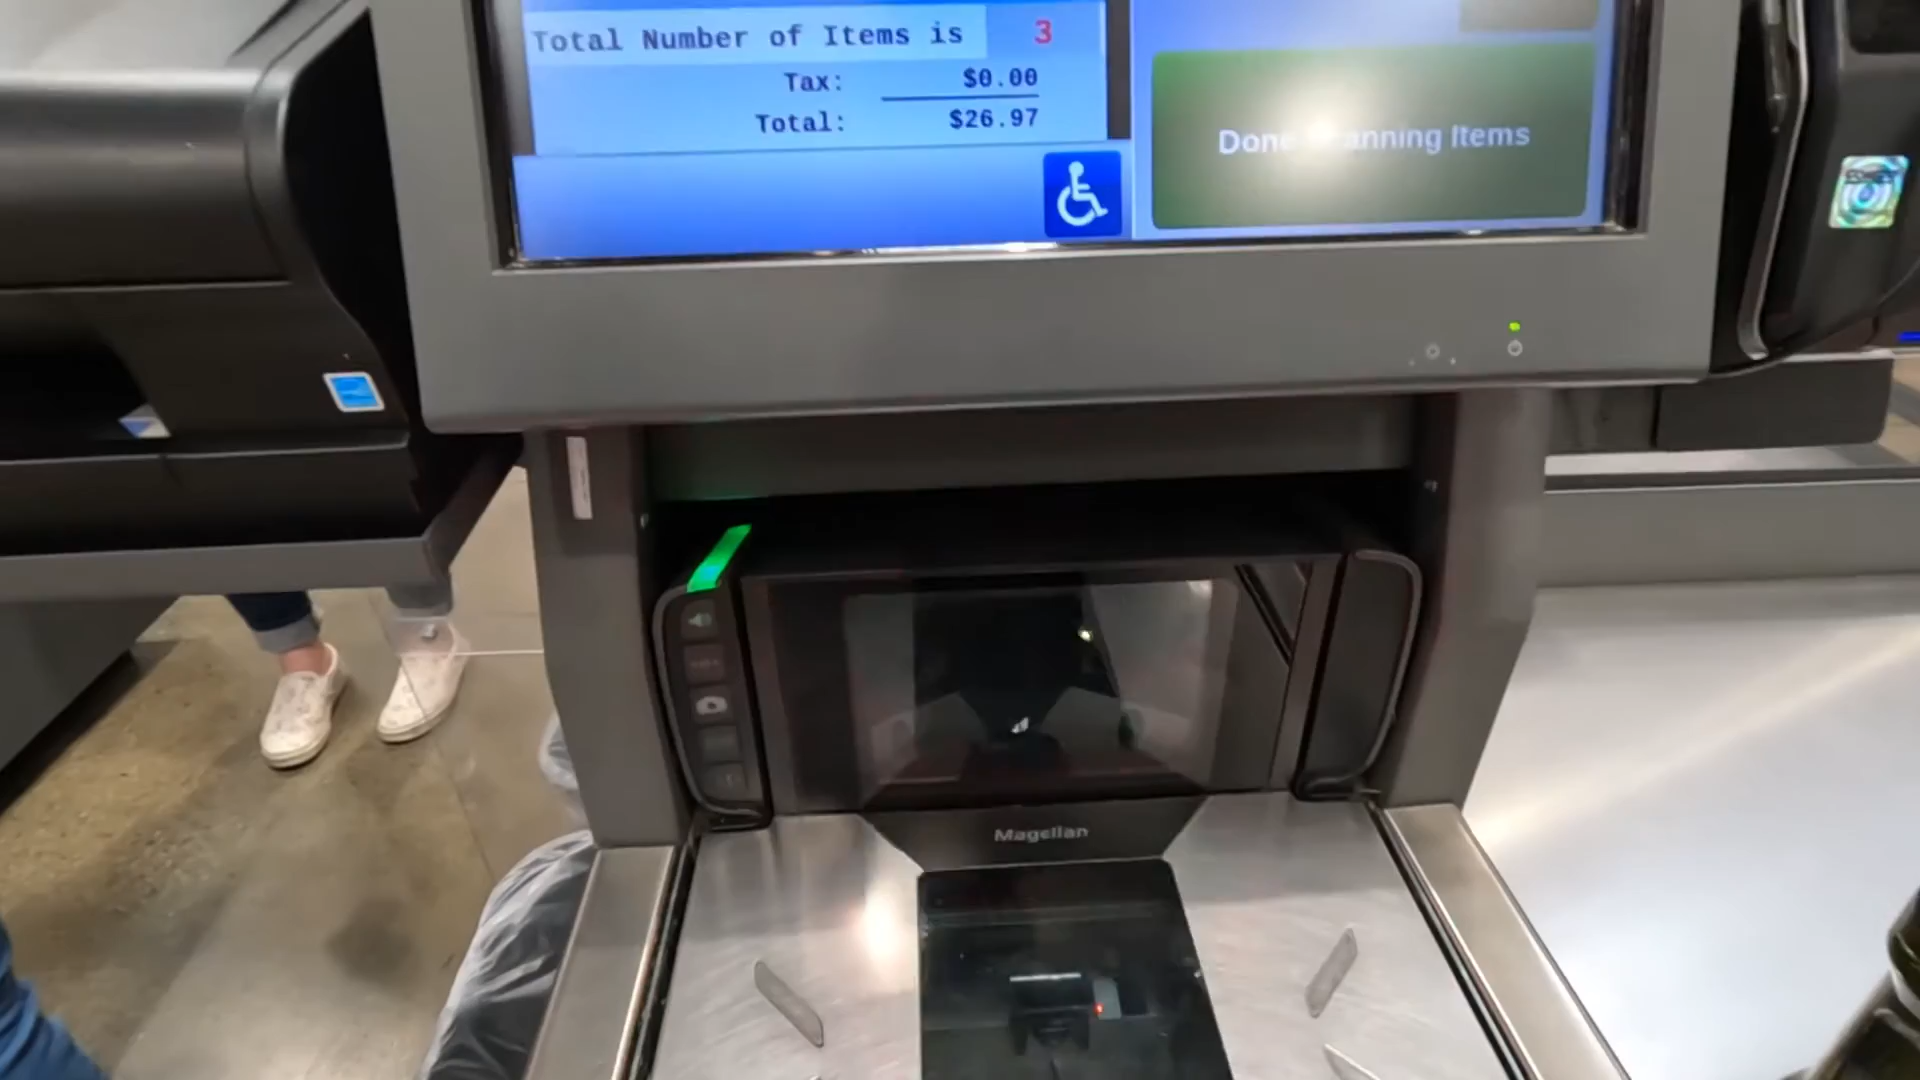 Total Number of Items is 3
Tax: $0.00
Total: $26.97
Done Scanning Items
Magellan